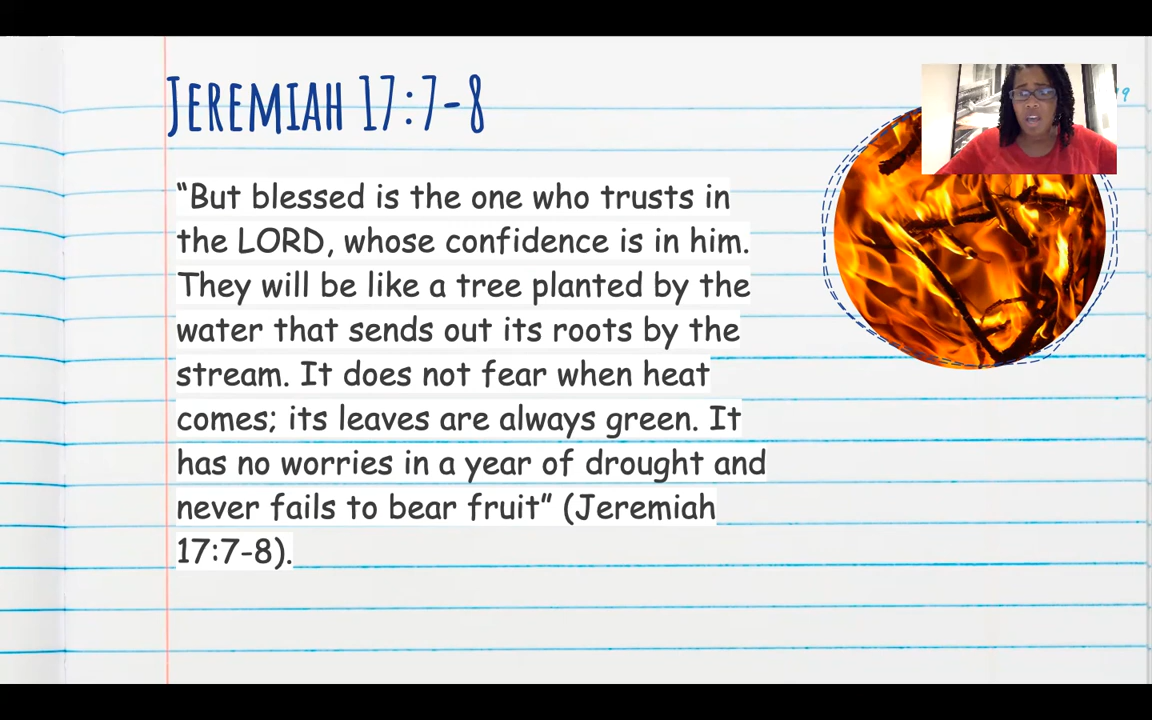 JEREMIAH 17:7-8
“But blessed is the one who trusts in
the LORD, whose confidence is in him.
They will be like a tree planted by the
water that sends out its roots by the
stream. It does not fear when heat
comes; its leaves are always green. It
has no worries in a year of drought and
never fails to bear fruit” (Jeremiah
17:7-8).